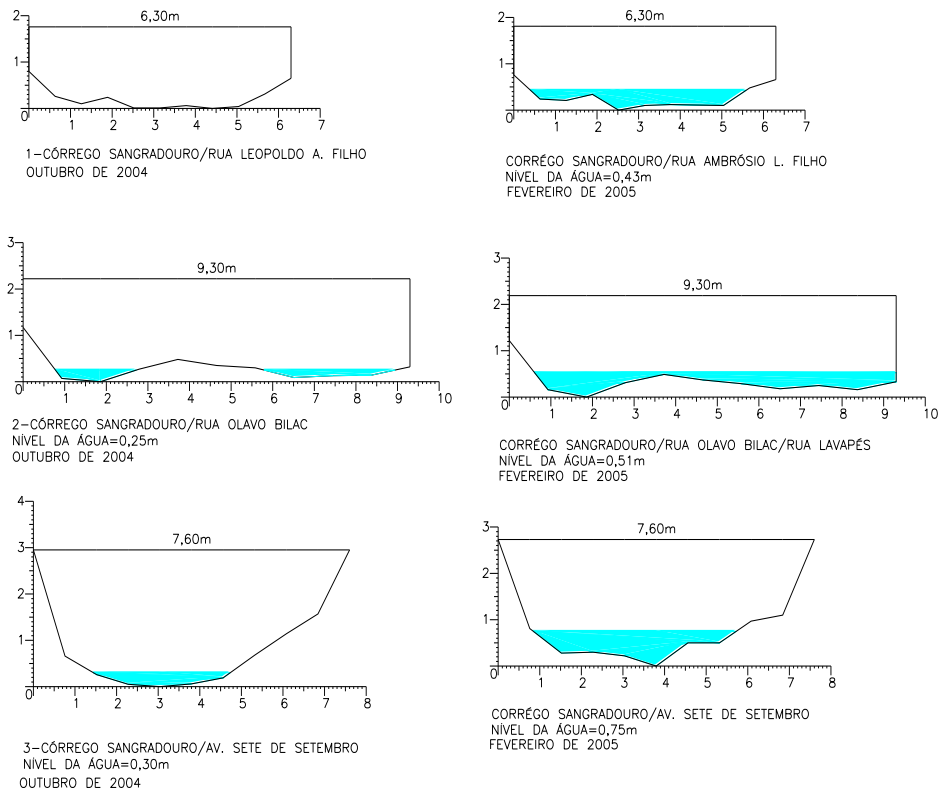 6,30m
2
1
0
1 2 3 4 5 6 7
1-CÓRREGO SANGRADOURO/RUA LEOPOLDO A. FILHO
OUTUBRO DE 2004
6,30m
2
1
0
1 2 3 4 5 6 7
CORRÉGO SANGRADOURO/RUA AMBRÓSIO L. FILHO
NÍVEL DA ÁGUA=0,43m
FEVEREIRO DE 2005
3
9,30m
2
1
0
1 2 3 4 5 6 7 8 9 10
2-CÓRREGO SANGRADOURO/RUA OLAVO BILAC
NÍVEL DA ÁGUA=0,25m
OUTUBRO DE 2004
3
9,30m
2
1
0
1 2 3 4 5 6 7 8 9 10
CORRÉGO SANGRADOURO/RUA OLAVO BILAC/RUA LAVAPÉS
NÍVEL DA ÁGUA=0,51m
FEVEREIRO DE 2005
4
7,60m
3
2
1
0
1 2 3 4 5 6 7 8
3-CÓRREGO SANGRADOURO/AV. SETE DE SETEMBRO
NÍVEL DA ÁGUA=0,30m
OUTUBRO DE 2004
3
7,60m
2
1
0
1 2 3 4 5 6 7 8
CORRÉGO SANGRADOURO/AV. SETE DE SETEMBRO
NÍVEL DA ÁGUA=0,75m
FEVEREIRO DE 2005